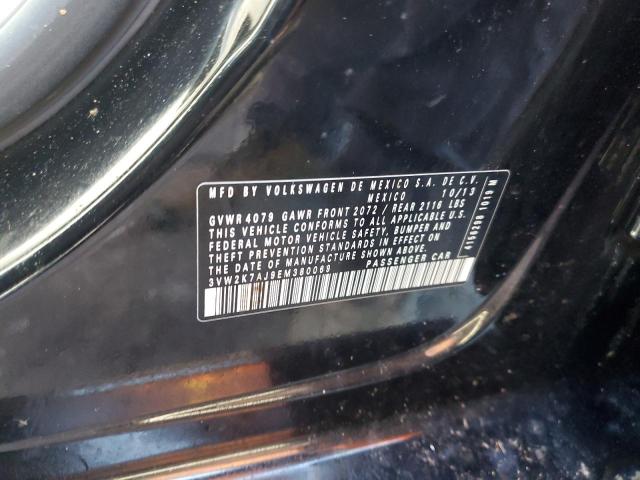 MFD BY VOLKSWAGEN DE MEXICO S.A. DE C.V.
MEXICO 10/13
GVWR 4079 GAWR FRONT 2072 / REAR 2116 LBS
THIS VEHICLE CONFORMS TO ALL APPLICABLE U.S.
FEDERAL MOTOR VEHICLE SAFETY, BUMPER AND
THEFT PREVENTION STANDARDS IN EFFECT ON
THE DATE OF MANUFACTURE SHOWN ABOVE.
3VW2K7AJ9EM380069 PASSENGER CAR